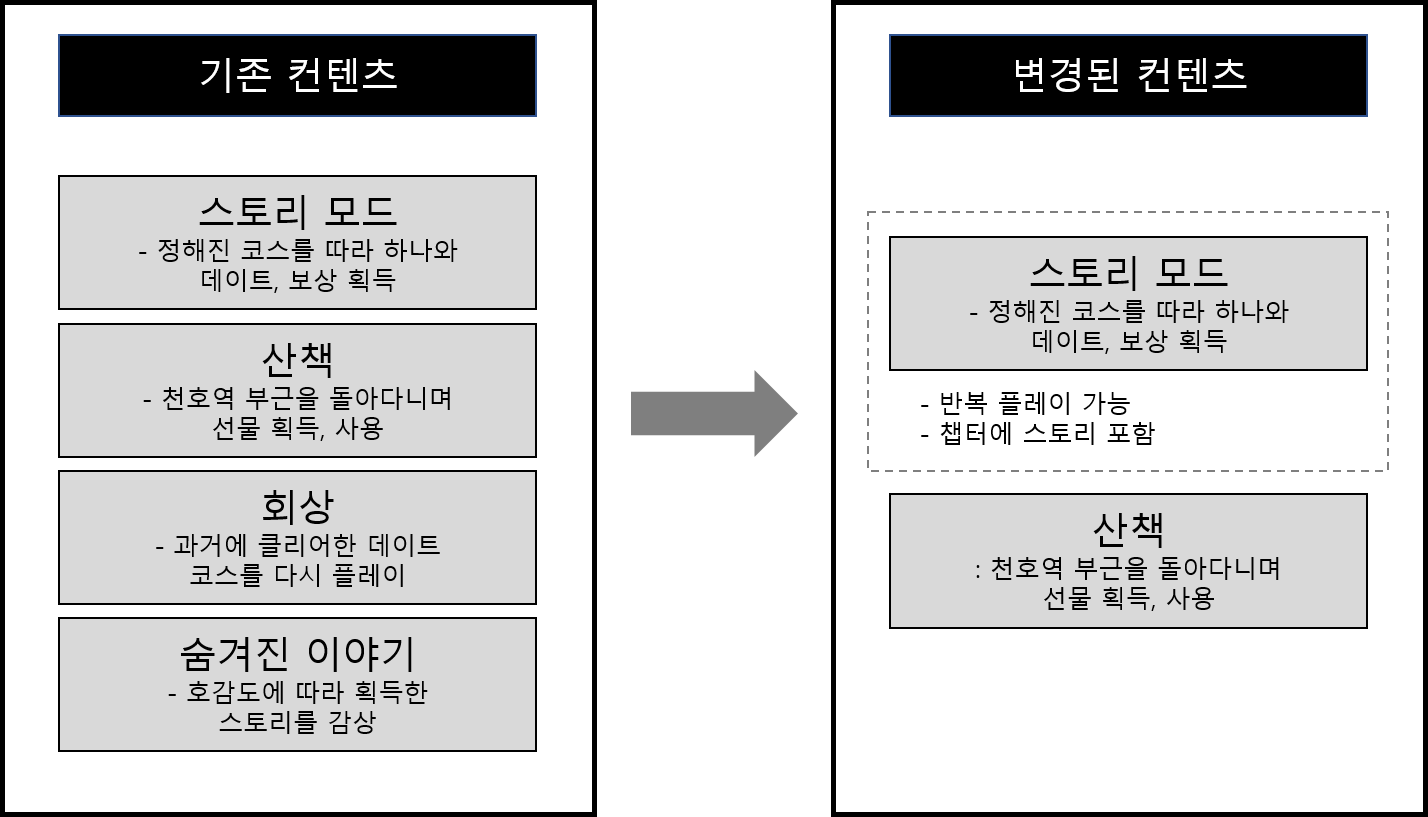 기존 컨텐츠
스토리 모드
- 정해진 코스를 따라 하나와
데이트, 보상 획득
산책
- 천호역 부근을 돌아다니며
선물 획득, 사용
회상
- 과거에 클리어한 데이트
코스를 다시 플레이
숨겨진 이야기
- 호감도에 따라 획득한
스토리를 감상
변경된 컨텐츠
스토리 모드
- 정해진 코스를 따라 하나와
데이트, 보상 획득
- 반복 플레이 가능
- 챕터에 스토리 포함
산책
: 천호역 부근을 돌아다니며
선물 획득, 사용